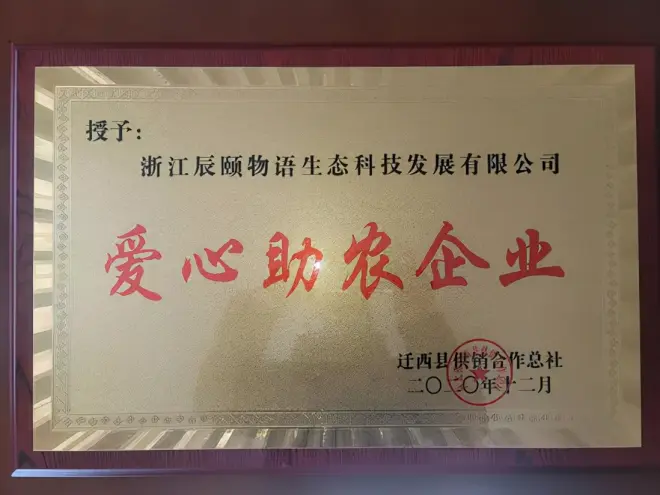 授予：
浙江辰颐物语生态科技发展有限公司
爱心助农企业
迁西县供销合作总社
二〇二〇年十二月